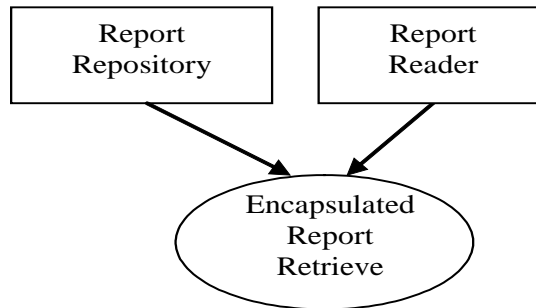 Report
Repository
Report
Reader
Encapsulated
Report
Retrieve